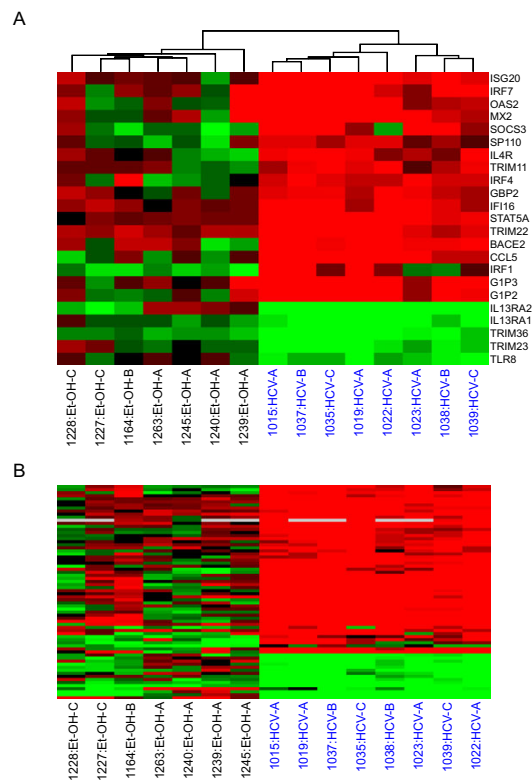 A
ISG20
IRF7
OAS2
MX2
SOCS3
SP110
IL4R
TRIM11
IRF4
GBP2
IFI16
STAT5A
TRIM22
BACE2
CCL5
IRF1
G1P3
G1P2
IL13RA2
IL13RA1
TRIM36
TRIM23
TLR8
1228:Et-OH-C
1227:Et-OH-C
1164:Et-OH-B
1263:Et-OH-A
1245:Et-OH-A
1240:Et-OH-A
1239:Et-OH-A
1015:HCV-A
1037:HCV-B
1035:HCV-C
1019:HCV-A
1022:HCV-A
1023:HCV-A
1038:HCV-B
1039:HCV-C
B
1228:Et-OH-C
1227:Et-OH-C
1164:Et-OH-B
1263:Et-OH-A
1240:Et-OH-A
1239:Et-OH-A
1245:Et-OH-A
1015:HCV-A
1019:HCV-A
1037:HCV-B
1035:HCV-C
1038:HCV-B
1023:HCV-A
1039:HCV-C
1022:HCV-A